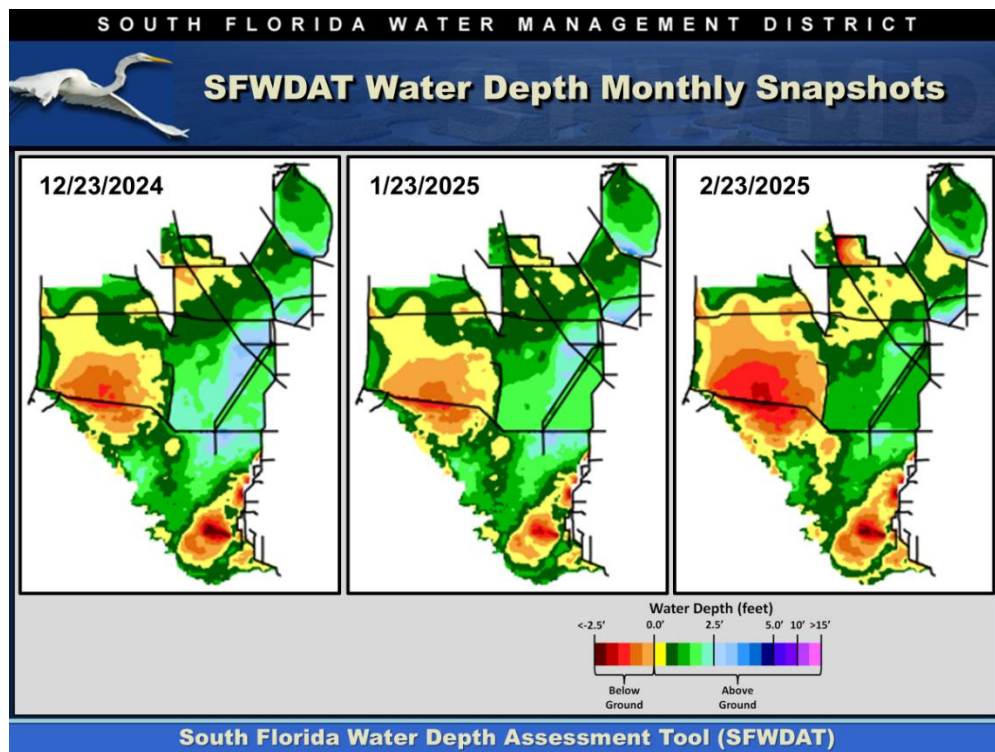 SOUTH FLORIDA WATER MANAGEMENT DISTRICT
SFWDAT Water Depth Monthly Snapshots
SFWMD
12/23/2024
1/23/2025
2/23/2025
Water Depth (feet)
<-2.5' 0.0' 2.5' 5.0' 10' >15'
Below Ground
Above Ground
South Florida Water Depth Assessment Tool (SFWDAT)